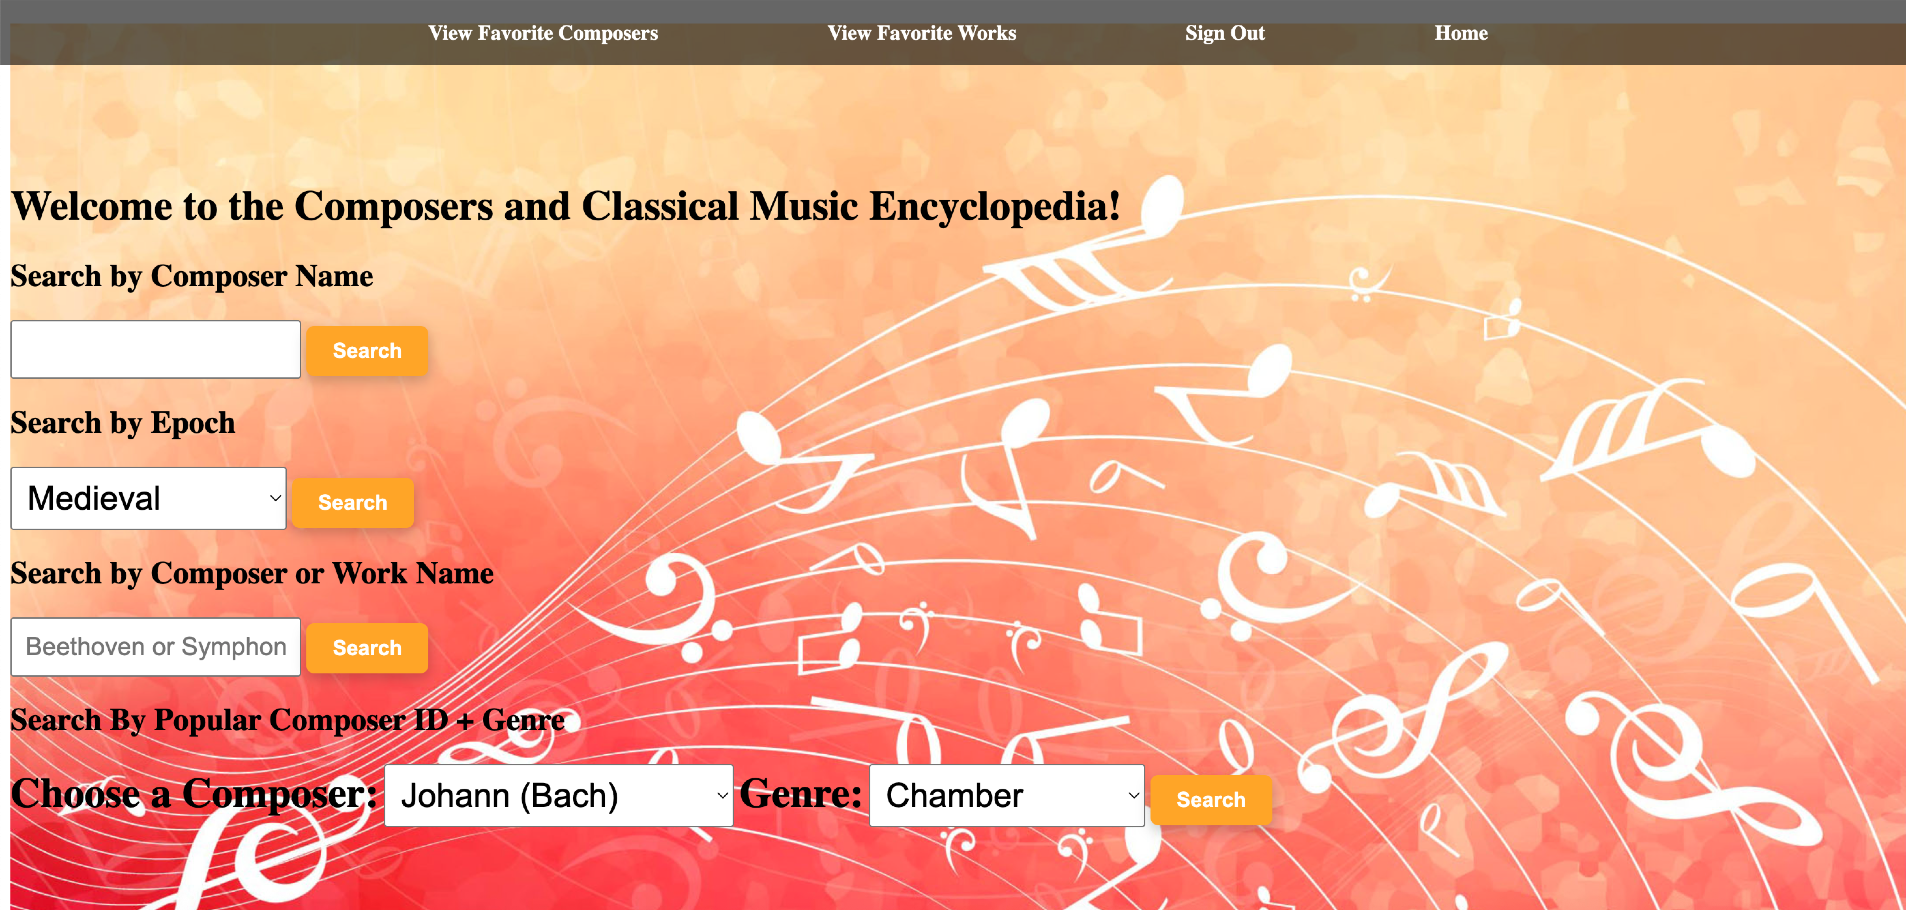 View Favorite Composers View Favorite Works Sign Out Home
Welcome to the Composers and Classical Music Encyclopedia!
Search by Composer Name
Search
Search by Epoch
Medieval Search
Search by Composer or Work Name
Beethoven or Symphon Search
Search By Popular Composer ID + Genre
Choose a Composer: Johann (Bach) Genre: Chamber Search